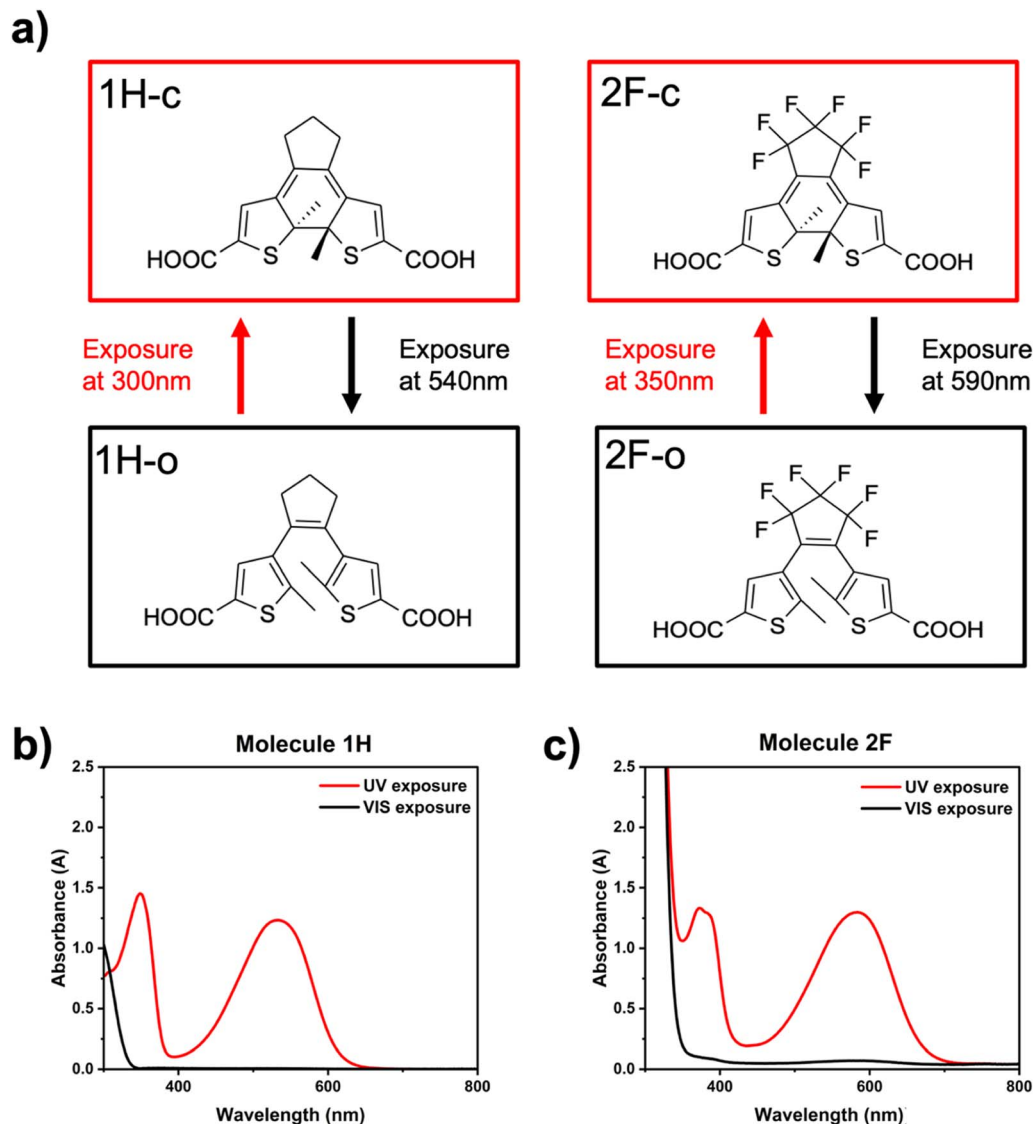 a)
1H-c
HOOC
S
S
COOH
2F-c
F
F
F
F
F
F
HOOC
S
S
COOH
Exposure
at 300nm
Exposure
at 540nm
Exposure
at 350nm
Exposure
at 590nm
1H-o
HOOC
S
S
COOH
2F-o
F
F
F
F
F
F
HOOC
S
S
COOH
b)
Molecule 1H
UV exposure
VIS exposure
Absorbance (A)
2.5
2.0
1.5
1.0
0.5
0.0
400
600
800
Wavelength (nm)
c)
Molecule 2F
UV exposure
VIS exposure
Absorbance (A)
2.5
2.0
1.5
1.0
0.5
0.0
400
600
800
Wavelength (nm)